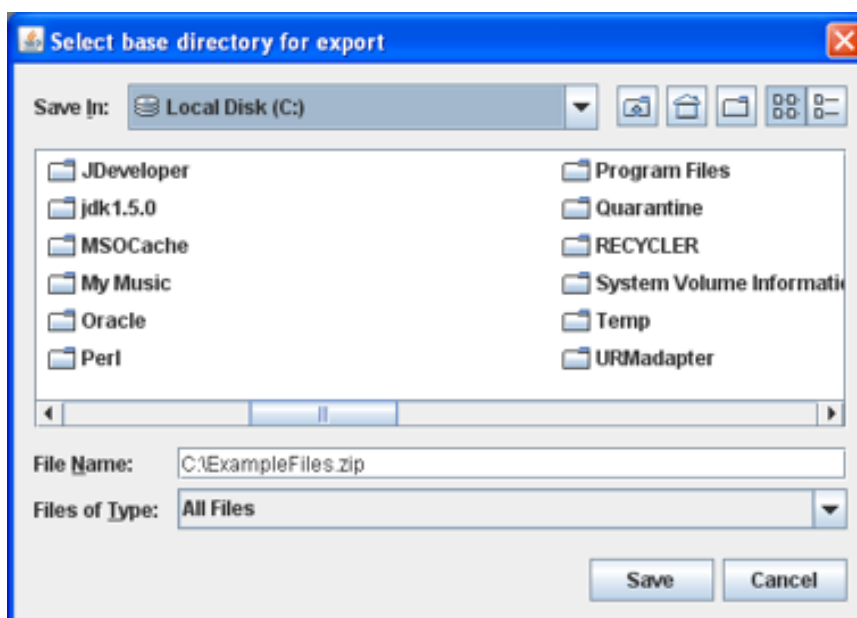 Select base directory for export
Save In: Local Disk (C:)
JDeveloper
jdk1.5.0
MSOCache
My Music
Oracle
Perl
Program Files
Quarantine
RECYCLER
System Volume Informati
Temp
URMadapter
File Name: C:\ExampleFiles.zip
Files of Type: All Files
Save Cancel